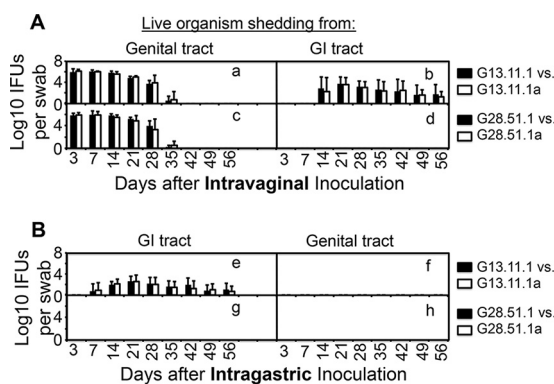 Live organism shedding from:
A
Genital tract
GI tract
Log10 IFUs
per swab
8
4
0
a
b
G13.11.1 vs.
G13.11.1a
4
0
c
d
G28.51.1 vs.
G28.51.1a
3 7 14 21 28 35 42 49 56 3 7 14 21 28 35 42 49 56
Days after Intravaginal Inoculation
B
GI tract
Genital tract
Log10 IFUs
per swab
8
4
0
e
f
G13.11.1 vs.
G13.11.1a
4
0
g
h
G28.51.1 vs.
G28.51.1a
3 7 14 21 28 35 42 49 56 3 7 14 21 28 35 42 49 56
Days after Intragastric Inoculation